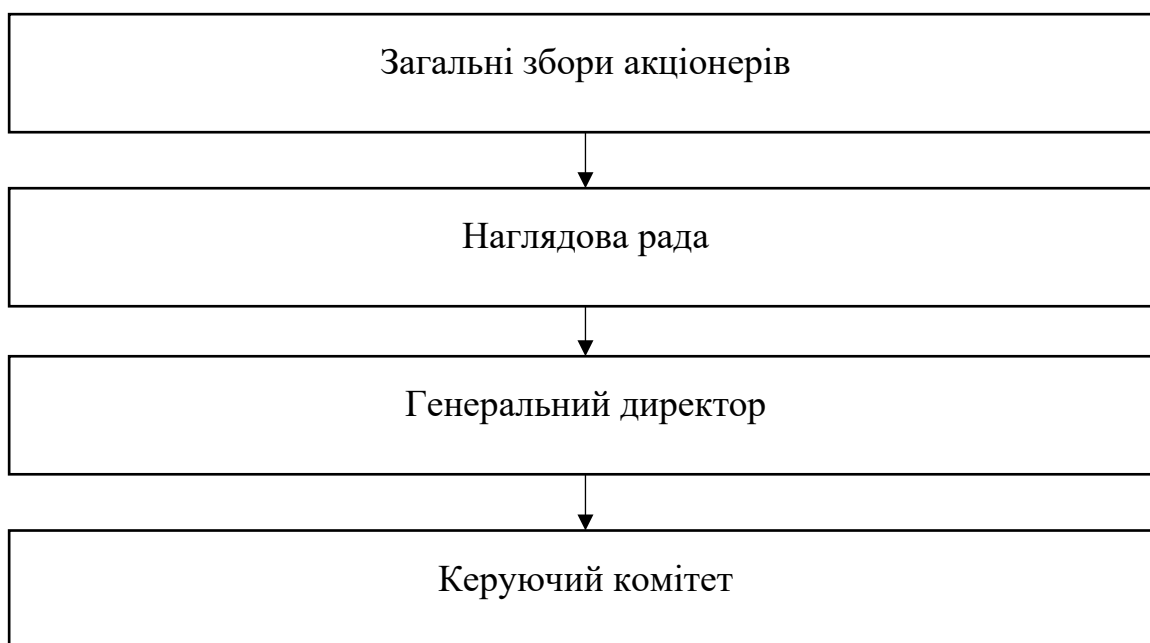 Загальні збори акціонерів
Наглядова рада
Генеральний директор
Керуючий комітет